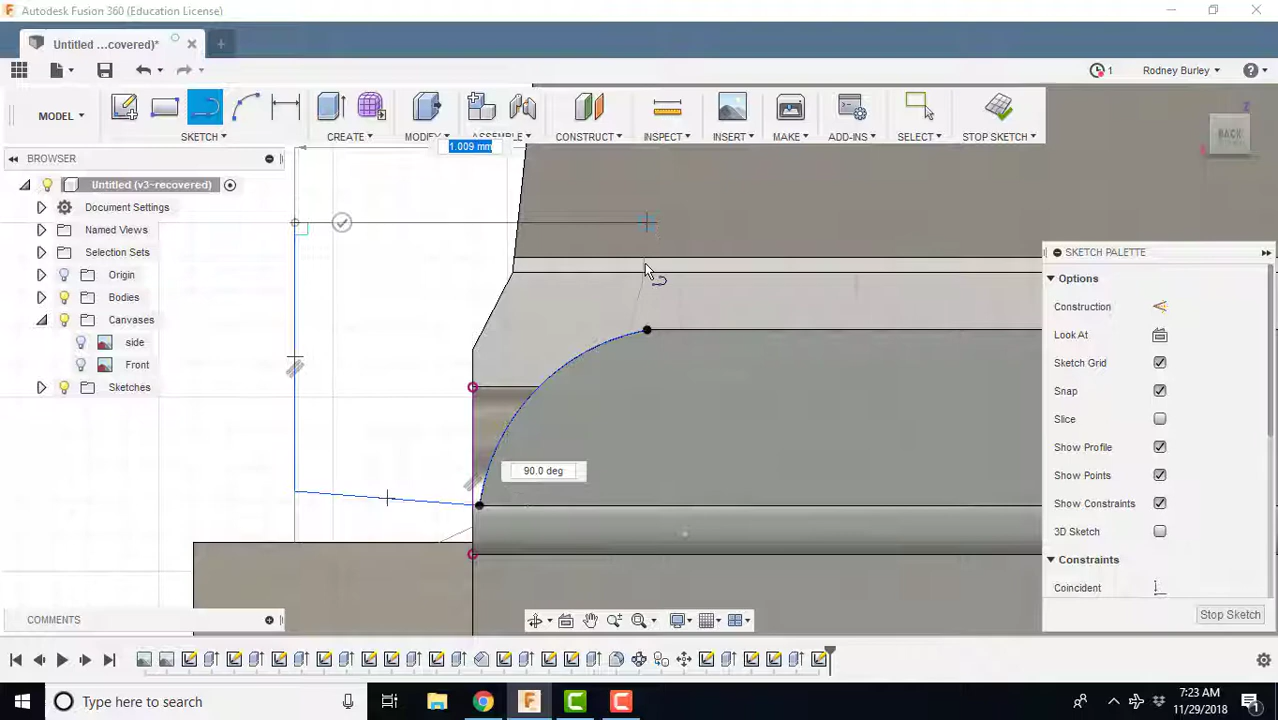 Autodesk Fusion 360 (Education License)
Untitled ...covered)*
1
Rodney Burley
MODEL
SKETCH
CREATE
MODIFY
ASSEMBLE
CONSTRUCT
INSPECT
INSERT
MAKE
ADD-INS
SELECT
STOP SKETCH
BROWSER
1.009 mm
Z
BACK
Untitled (v3~recovered)
Document Settings
Named Views
Selection Sets
Origin
Bodies
Canvases
side
Front
Sketches
SKETCH PALETTE
Options
Construction
Look At
Sketch Grid
Snap
Slice
Show Profile
Show Points
Show Constraints
3D Sketch
Constraints
Coincident
90.0 deg
COMMENTS
Stop Sketch
Type here to search
7:23 AM
11/29/2018
1